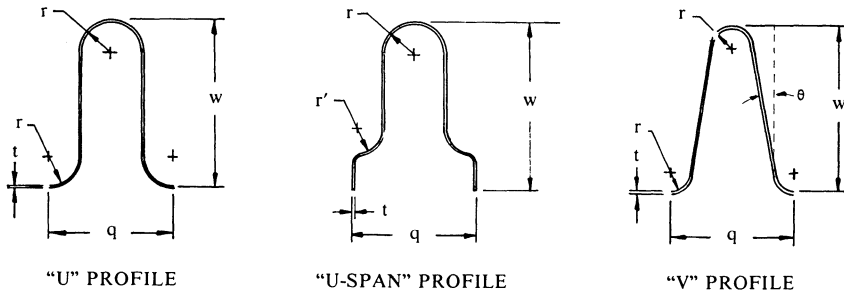 r
w
r
t
q
"U" PROFILE
r
w
r'
t
q
"U-SPAN" PROFILE
r
θ
w
r
t
q
"V" PROFILE